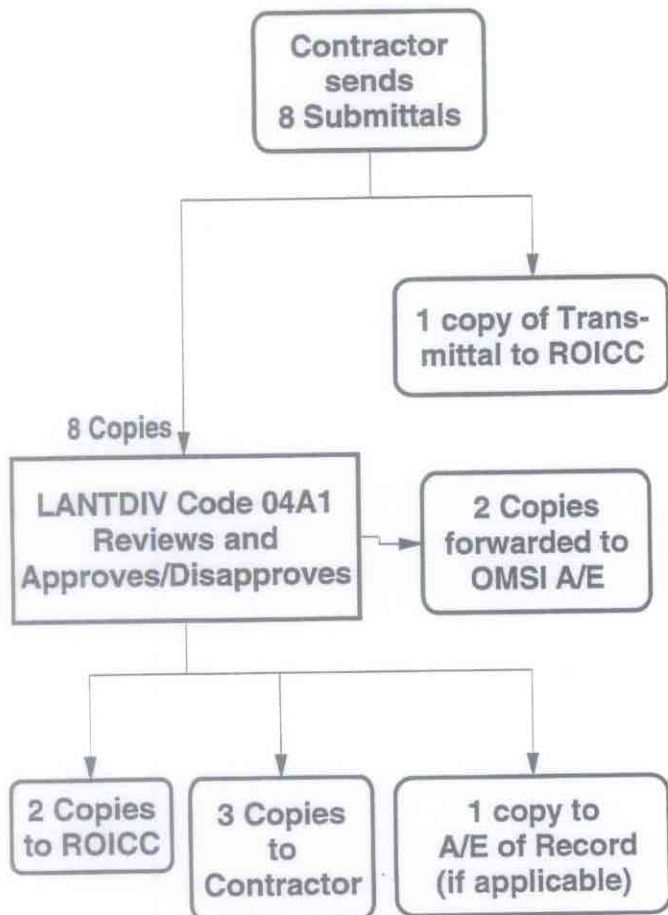 Contractor
sends
8 Submittals
1 copy of Trans-
mittal to ROICC
8 Copies
LANTDIV Code 04A1
Reviews and
Approves/Disapproves
2 Copies
forwarded to
OMSI A/E
2 Copies
to ROICC
3 Copies
to
Contractor
1 copy to
A/E of Record
(if applicable)